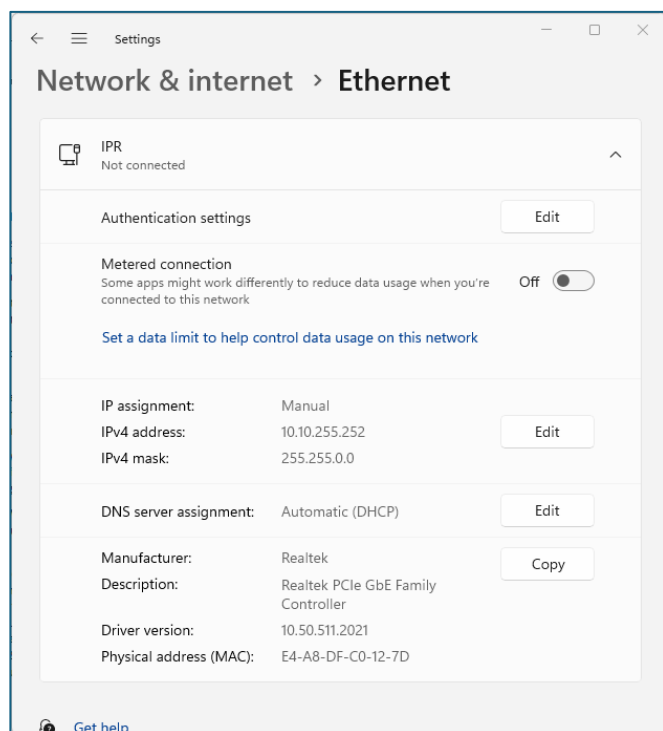 Settings
Network & internet > Ethernet
IPR
Not connected
Authentication settings
Edit
Metered connection
Some apps might work differently to reduce data usage when you're
connected to this network
Off
Set a data limit to help control data usage on this network
IP assignment: Manual
IPv4 address: 10.10.255.252
Edit
IPv4 mask: 255.255.0.0
DNS server assignment: Automatic (DHCP)
Edit
Manufacturer: Realtek
Copy
Description: Realtek PCIe GbE Family
Controller
Driver version: 10.50.511.2021
Physical address (MAC): E4-A8-DF-C0-12-7D
Get help